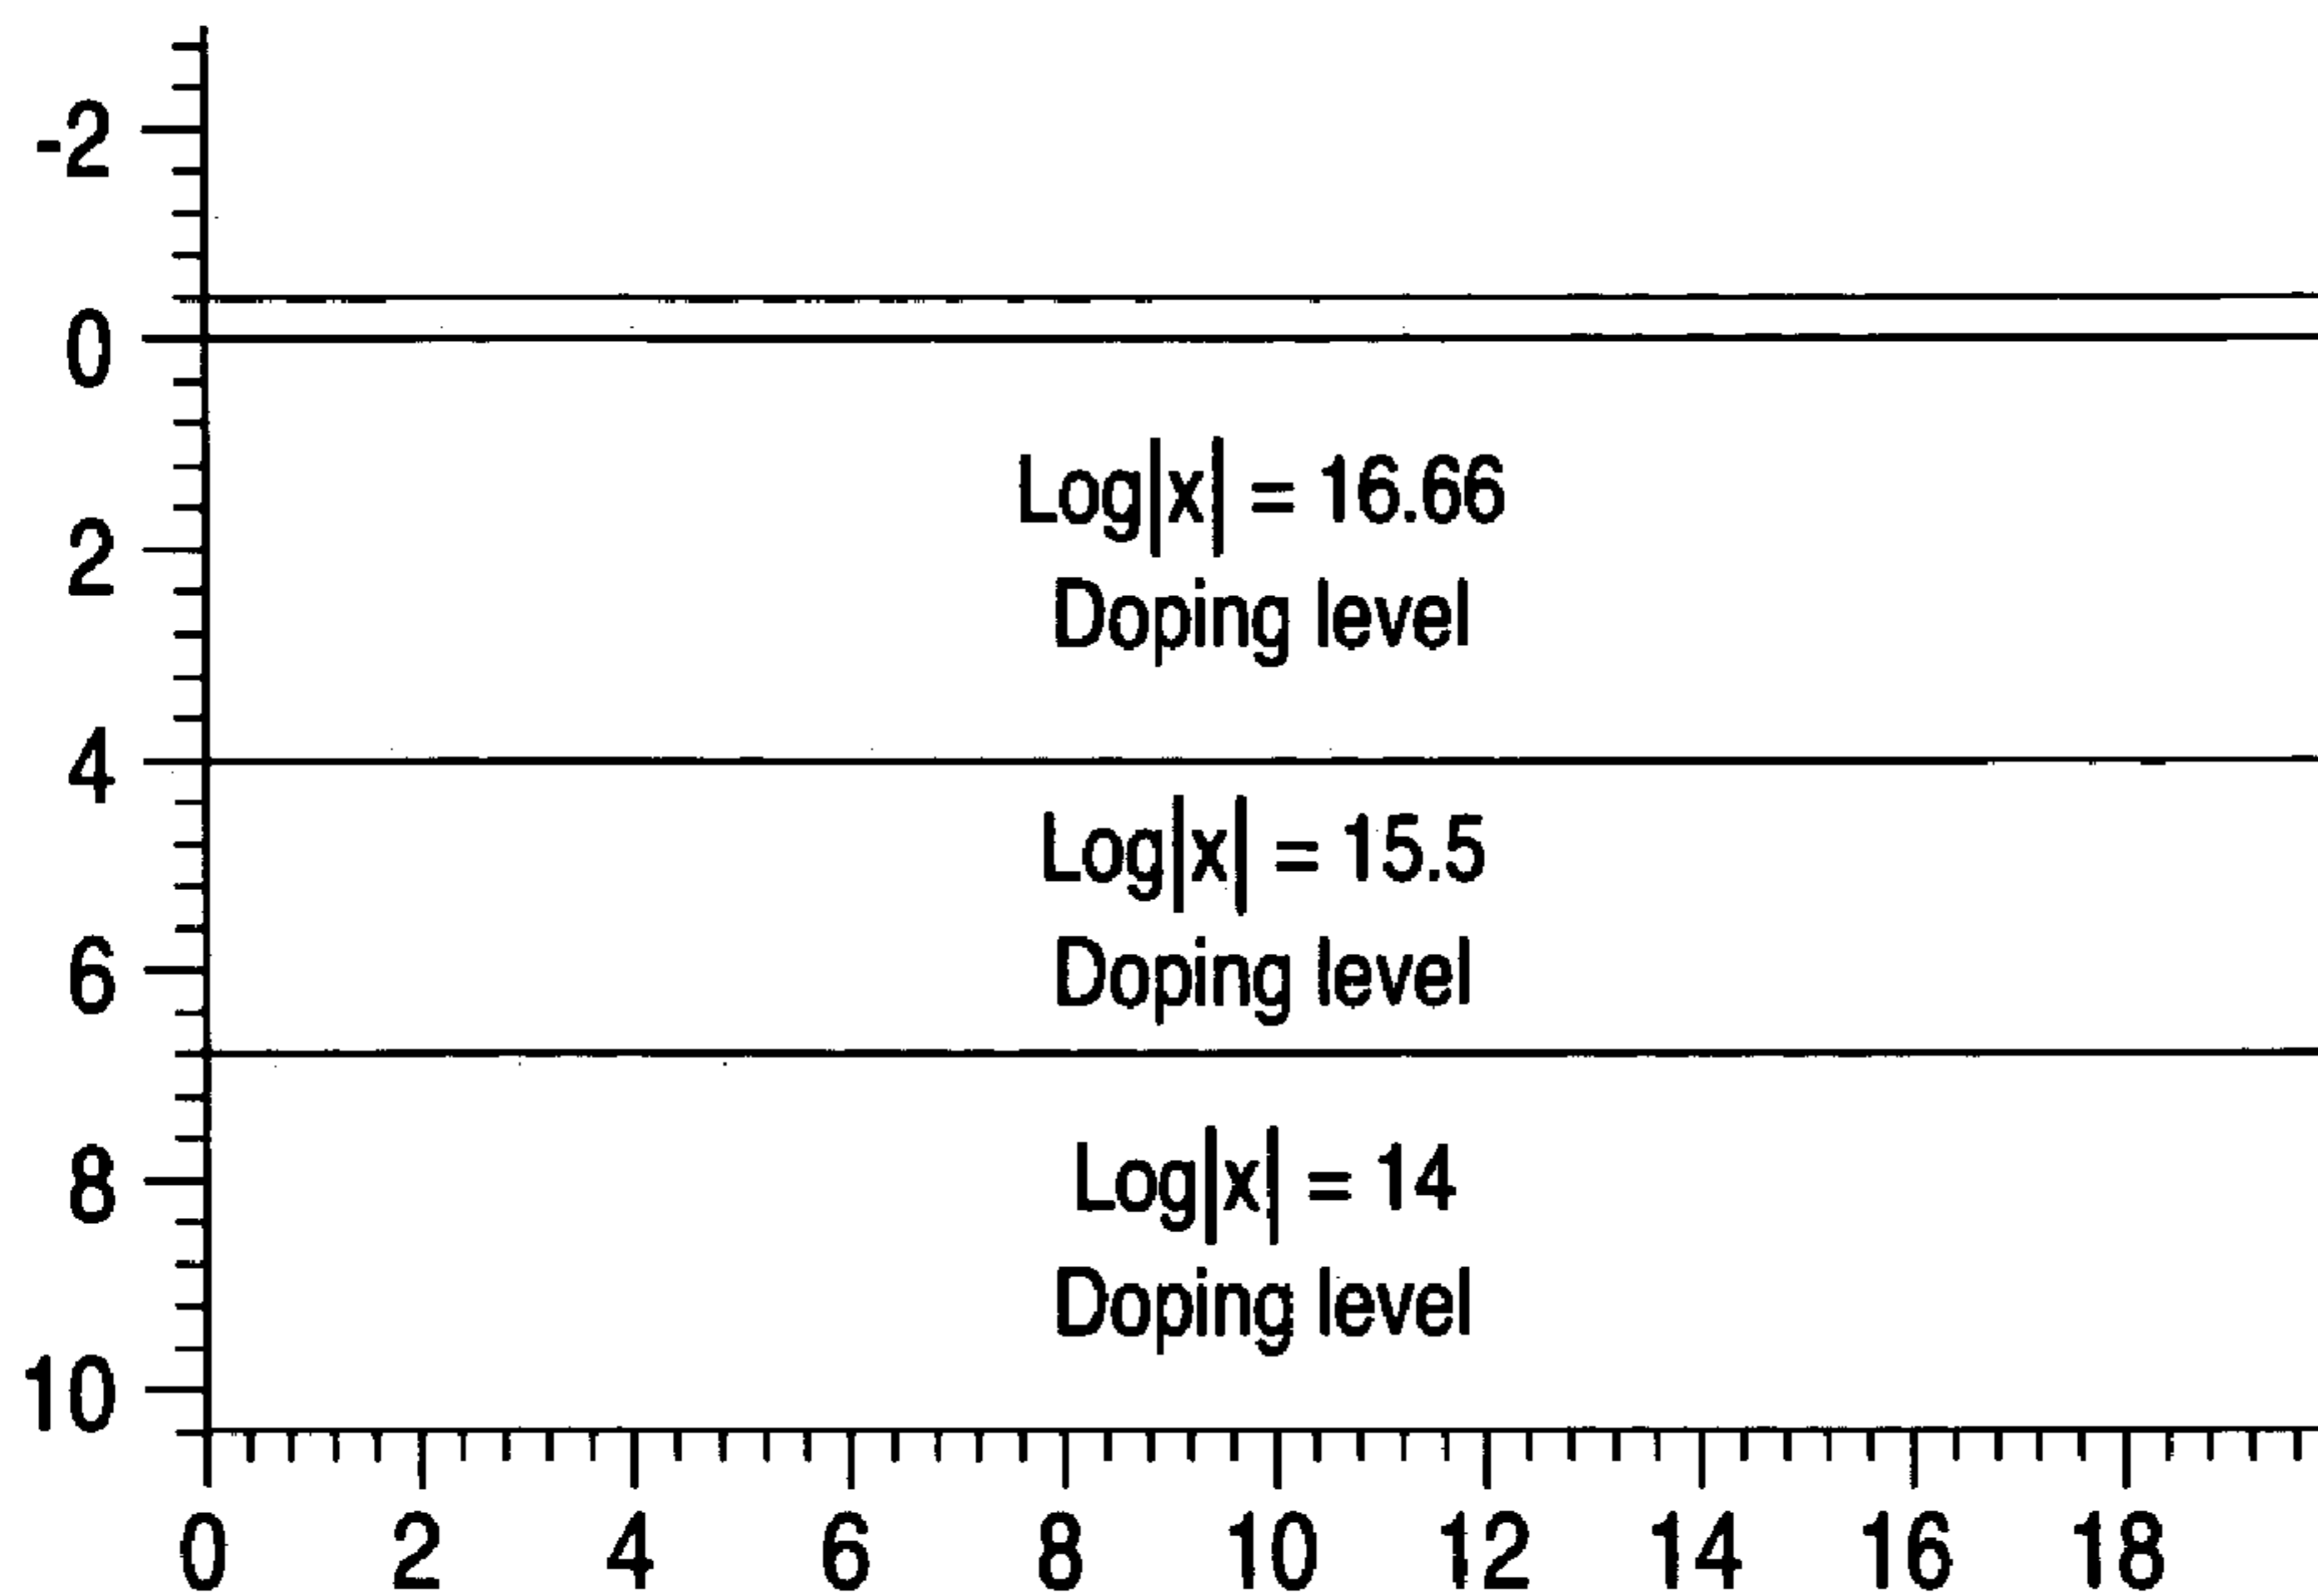 -2
0
Log|x| = 16.66
2
Doping level
4
Log|x| = 15.5
6
Doping level
8
Log|x| = 14
Doping level
10
0 2 4 6 8 10 12 14 16 18